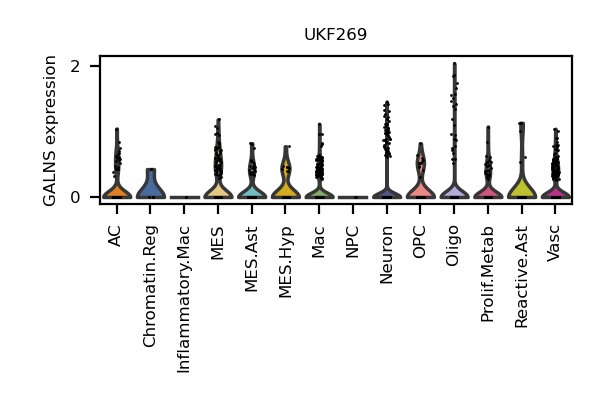 UKF269
GALNS expression
2
0
AC
Chromatin.Reg
Inflammatory.Mac
MES
MES.Ast
MES.Hyp
Mac
NPC
Neuron
OPC
Oligo
Prolif.Metab
Reactive.Ast
Vasc